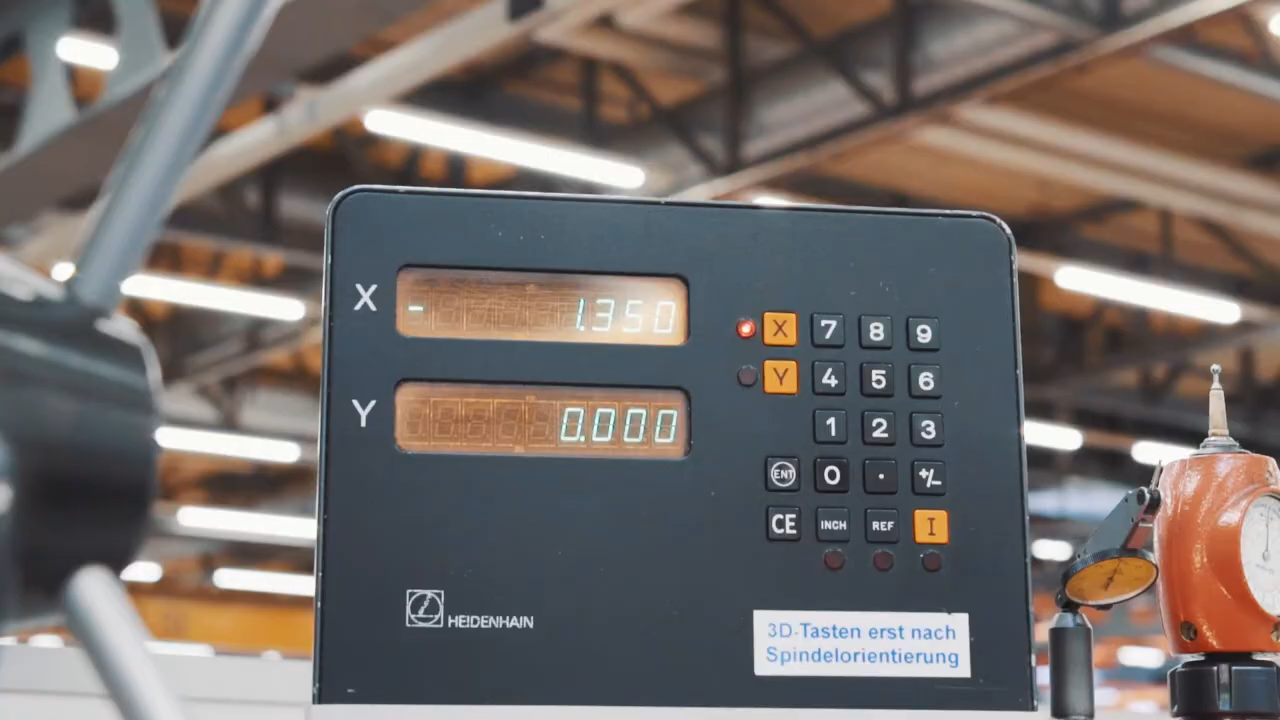 X - 1.350
Y 0.000
X 7 8 9
Y 4 5 6
1 2 3
ENT 0 . +/-
CE INCH REF I
HEIDENHAIN
3D-Tasten erst nach
Spindelorientierung